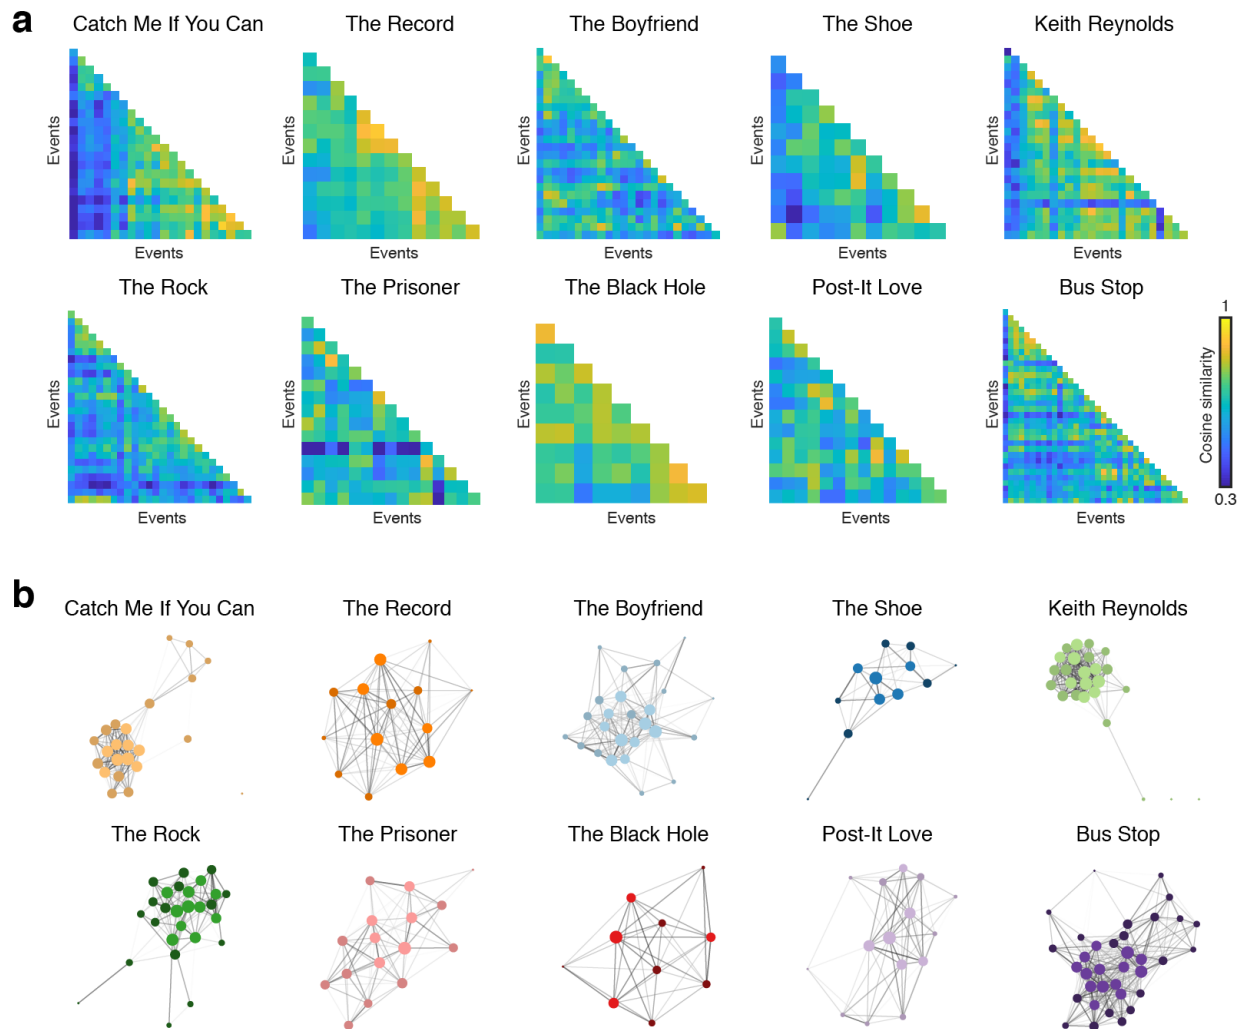 a
Catch Me If You Can
The Record
The Boyfriend
The Shoe
Keith Reynolds
Events
Events
Events
Events
Events
Events
Events
Events
Events
Events
The Rock
The Prisoner
The Black Hole
Post-It Love
Bus Stop
Events
Events
Events
Events
Events
1
Cosine similarity
0.3
Events
Events
Events
Events
Events
b
Catch Me If You Can
The Record
The Boyfriend
The Shoe
Keith Reynolds
The Rock
The Prisoner
The Black Hole
Post-It Love
Bus Stop